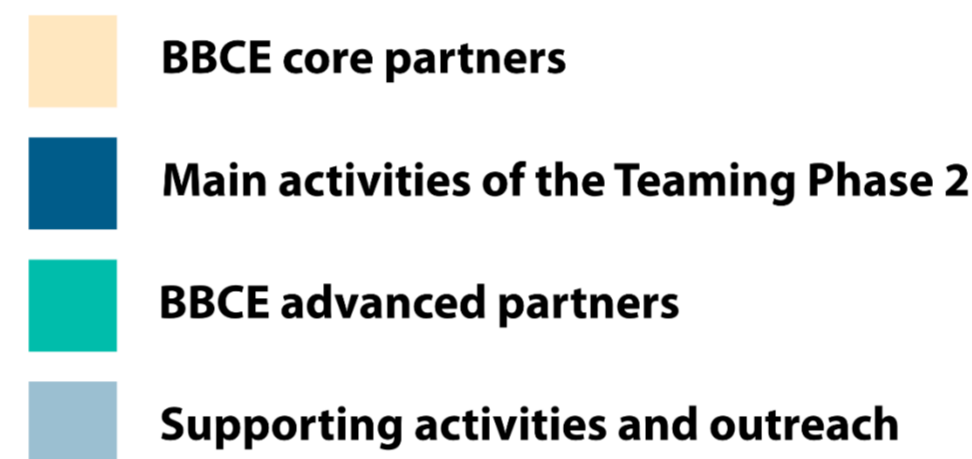 BBCE core partners
Main activities of the Teaming Phase 2
BBCE advanced partners
Supporting activities and outreach